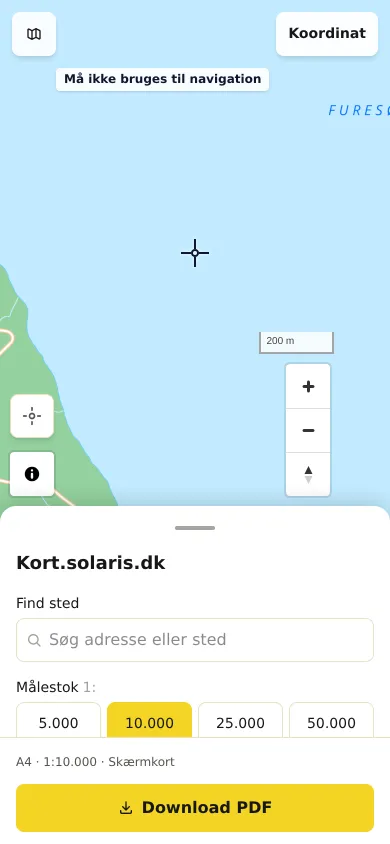 Koordinat
Må ikke bruges til navigation
200 m
Kort.solaris.dk
Find sted
Søg adresse eller sted
Målestok 1:
5.000 10.000 25.000 50.000
A4 · 1:10.000 · Skærmkort
Download PDF